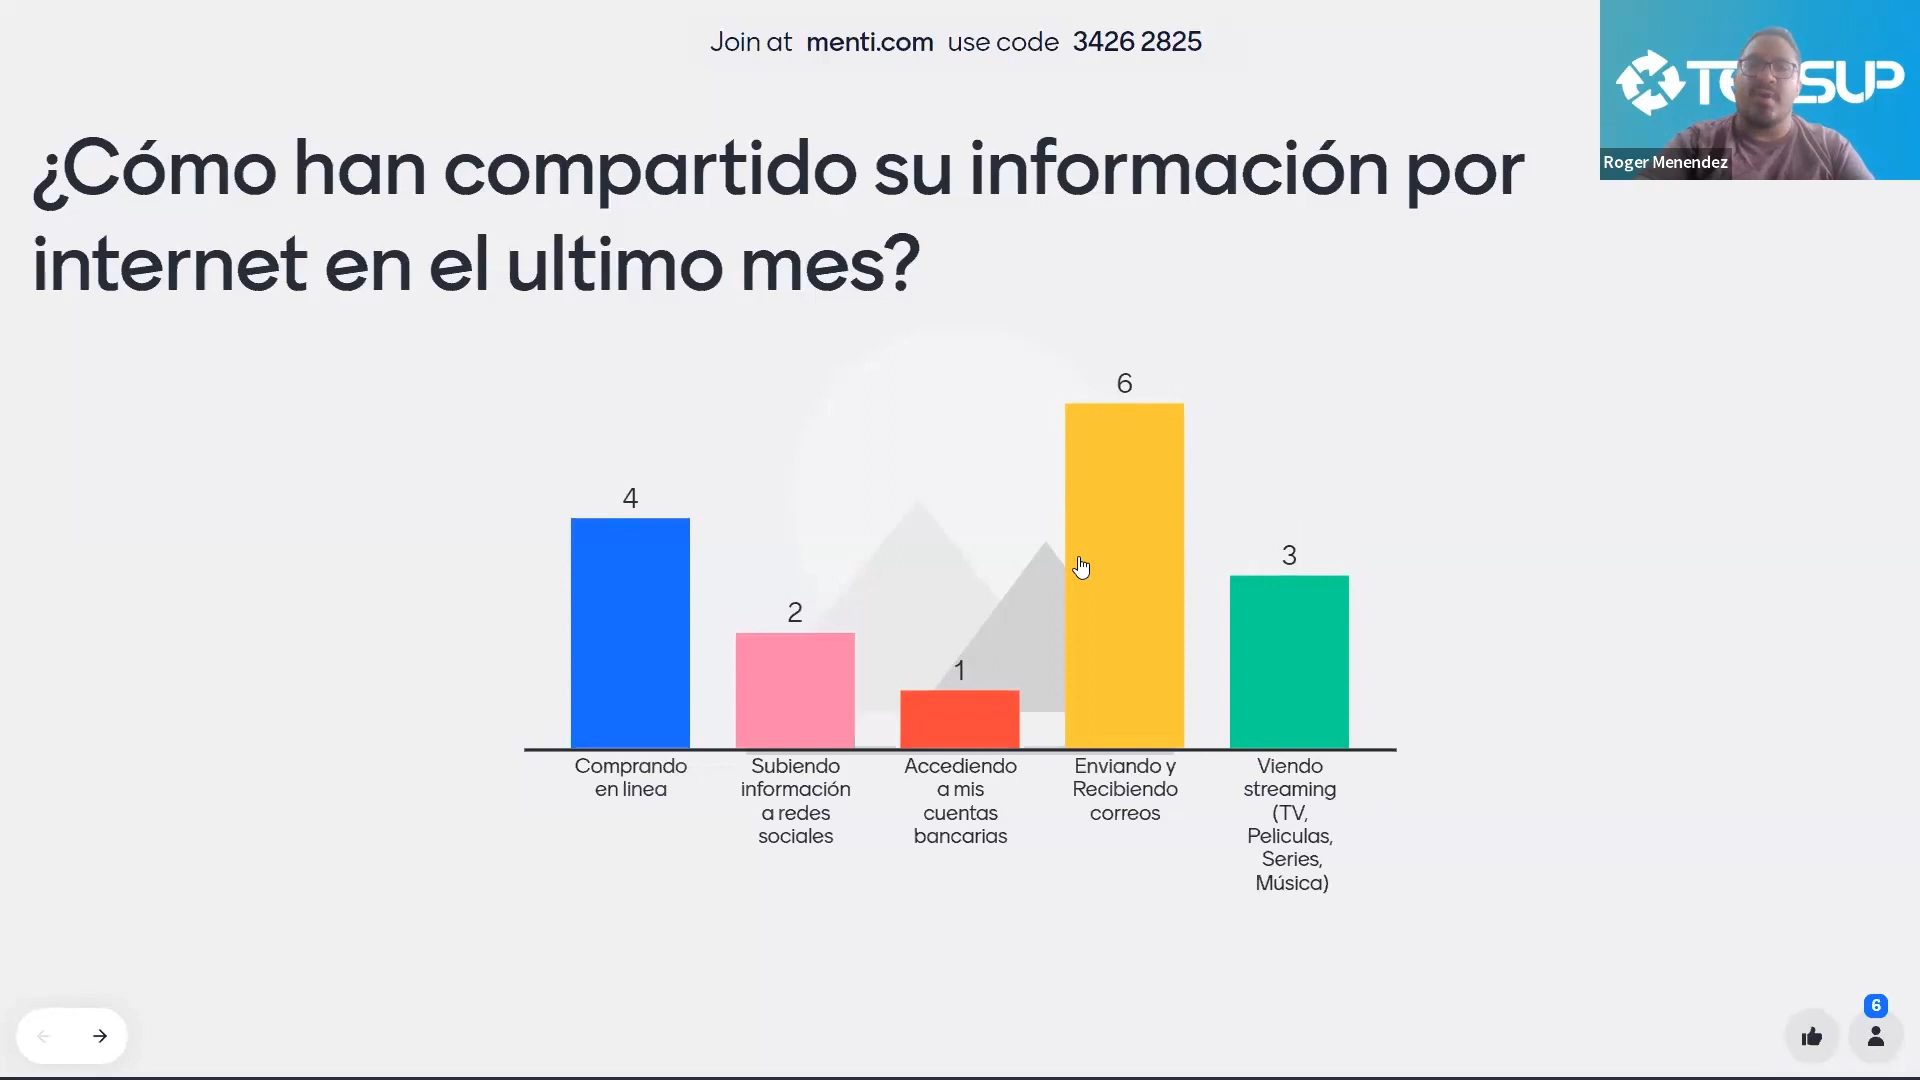 Join at menti.com use code 3426 2825
¿Cómo han compartido su información por
internet en el ultimo mes?
SUP
Roger Menendez
4
2
1
6
3
Comprando
en linea
Subiendo
información
a redes
sociales
Accediendo
a mis
cuentas
bancarias
Enviando y
Recibiendo
correos
Viendo
streaming
(TV,
Peliculas,
Series,
Música)
6